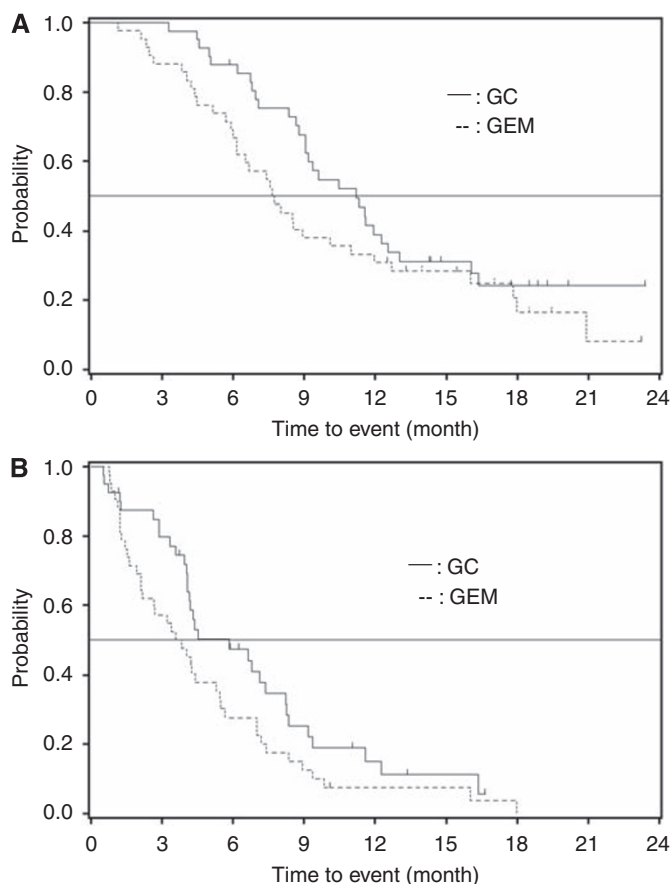 A
1.0
0.8
0.6
0.4
0.2
0.0
Probability
— : GC
-- : GEM
0 3 6 9 12 15 18 21 24
Time to event (month)
B
1.0
0.8
0.6
0.4
0.2
0.0
Probability
— : GC
-- : GEM
0 3 6 9 12 15 18 21 24
Time to event (month)